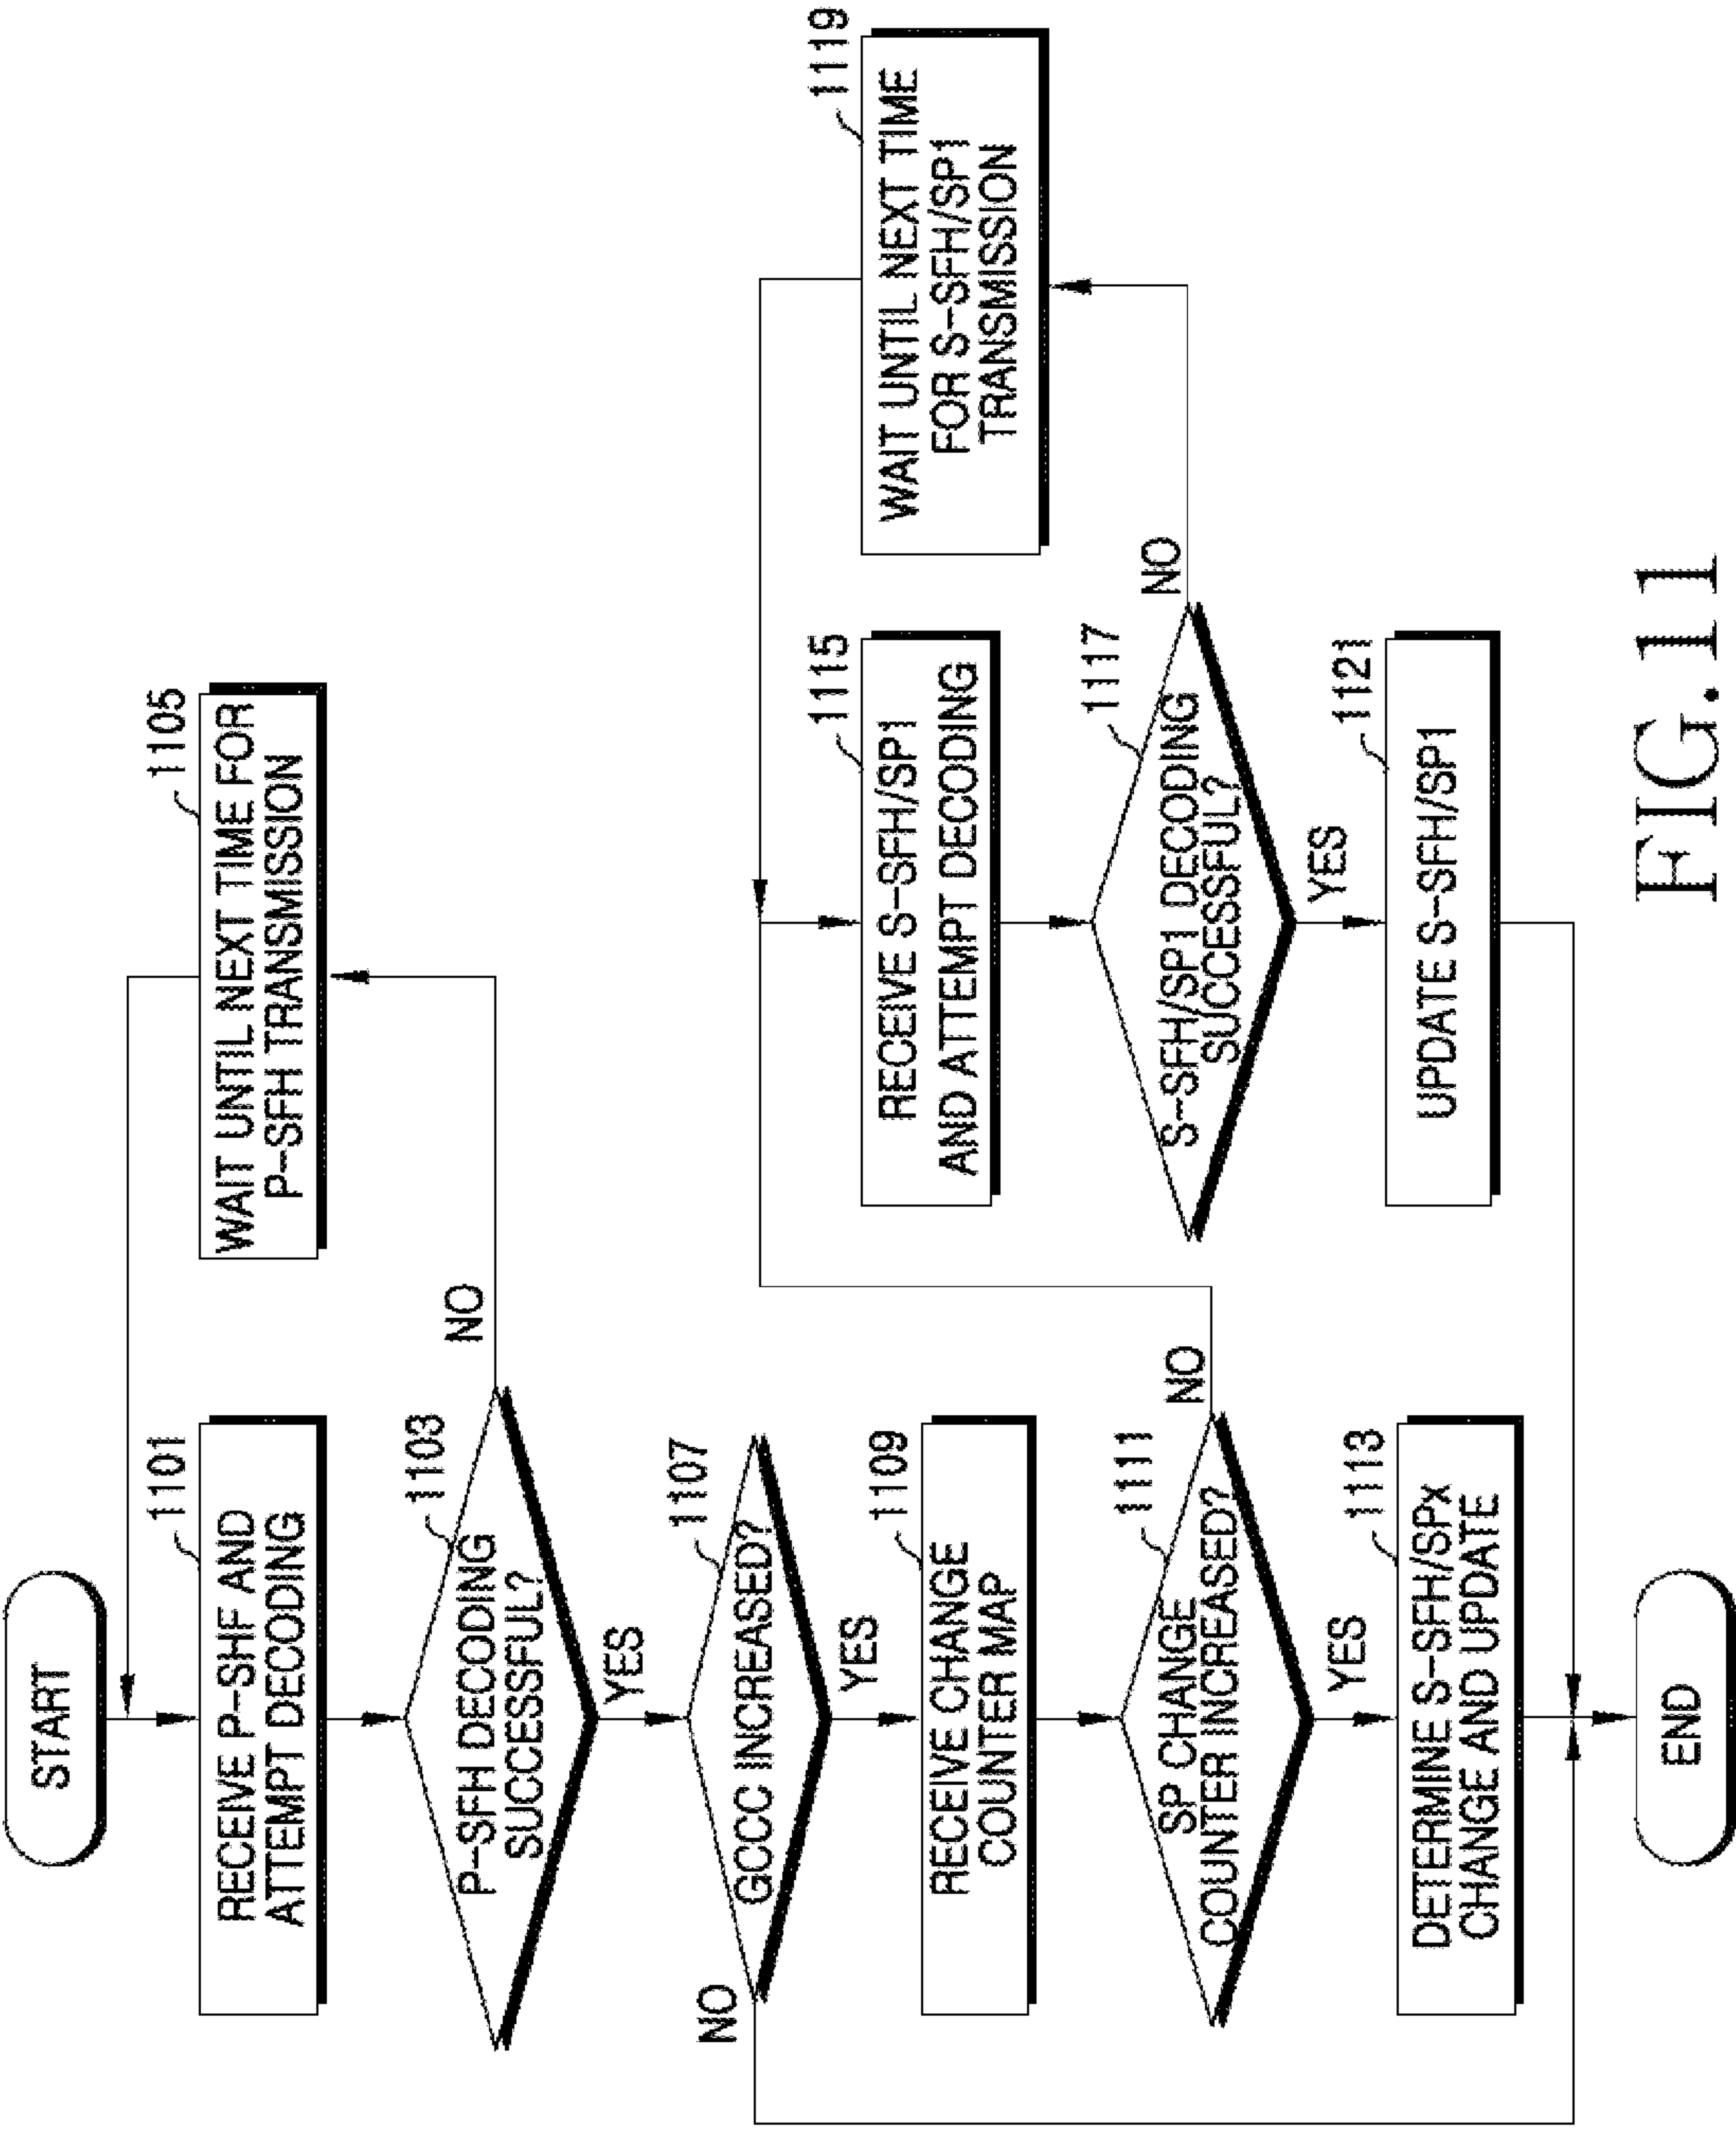 START
1101
RECEIVE P-SHF AND
ATTEMPT DECODING
1105
WAIT UNTIL NEXT TIME FOR
P-SFH TRANSMISSION
1103
P-SFH DECODING
SUCCESSFUL?
NO
YES
1107
GCCC INCREASED?
NO
YES
1109
RECEIVE CHANGE
COUNTER MAP
1111
SP CHANGE
COUNTER INCREASED?
NO
YES
1113
DETERMINE S-SFH/SPx
CHANGE AND UPDATE
1115
RECEIVE S-SFH/SP1
AND ATTEMPT DECODING
1119
WAIT UNTIL NEXT TIME
FOR S-SFH/SP1
TRANSMISSION
1117
S-SFH/SP1 DECODING
SUCCESSFUL?
NO
YES
1121
UPDATE S-SFH/SP1
END
FIG.11